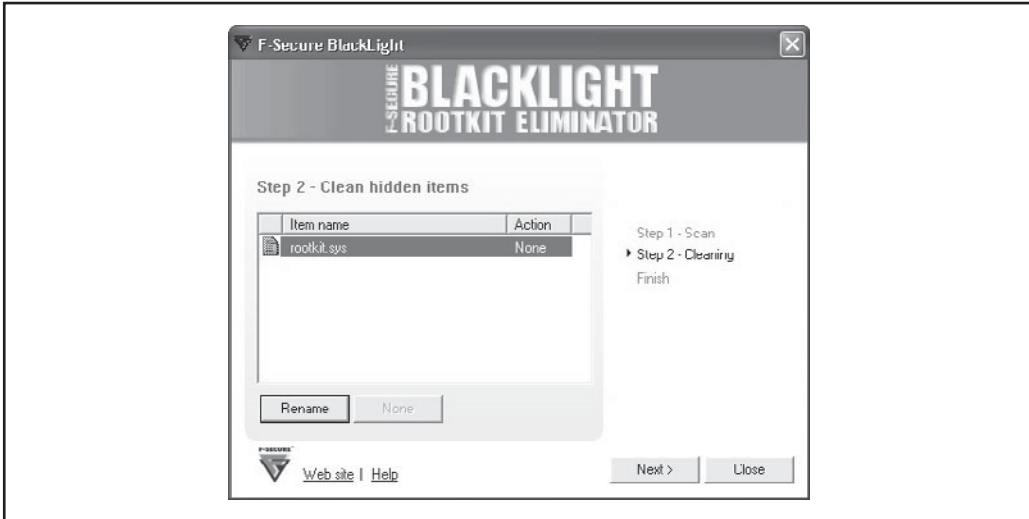 F-Secure BlackLight
F-SECURE
BLACKLIGHT
ROOTKIT ELIMINATOR
Step 2 - Clean hidden items
Item name Action
rootkit.sys None
Rename None
Step 1 - Scan
Step 2 - Cleaning
Finish
F-SECURE
Web site | Help
Next > Close